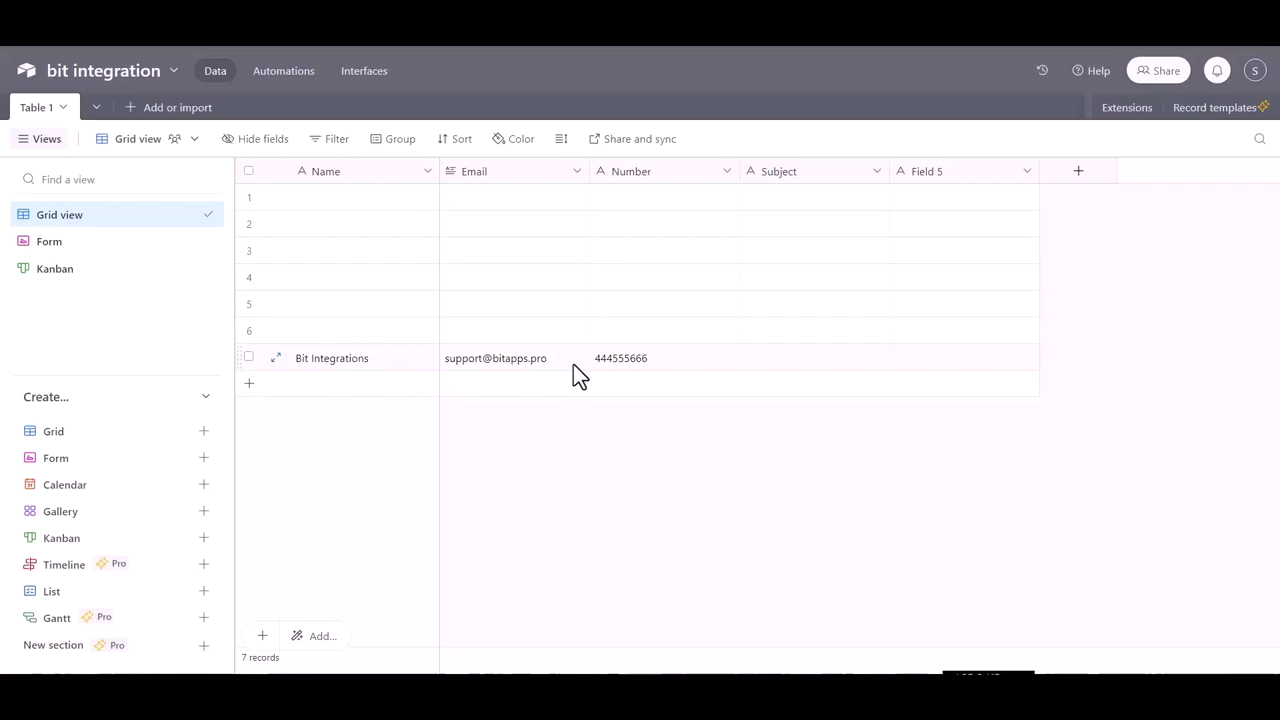 bit integration Data Automations Interfaces Help Share S
Table 1 Add or import Extensions Record templates
Views Grid view Hide fields Filter Group Sort Color Share and sync
Find a view
Grid view
Form
Kanban
Create...
Grid
Form
Calendar
Gallery
Kanban
Timeline Pro
List
Gantt Pro
New section Pro
A Name Email A Number A Subject A Field 5
1
2
3
4
5
6
Bit Integrations support@bitapps.pro 444555666
Add...
7 records